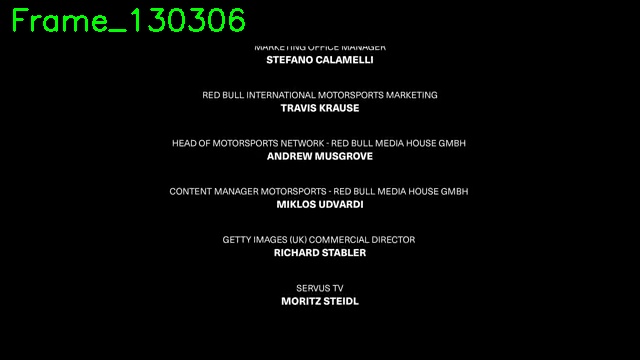 Frame_130306
MARKETING OFFICE MANAGER
STEFANO CALAMELLI
RED BULL INTERNATIONAL MOTORSPORTS MARKETING
TRAVIS KRAUSE
HEAD OF MOTORSPORTS NETWORK - RED BULL MEDIA HOUSE GMBH
ANDREW MUSGROVE
CONTENT MANAGER MOTORSPORTS - RED BULL MEDIA HOUSE GMBH
MIKLOS UDVARDI
GETTY IMAGES (UK) COMMERCIAL DIRECTOR
RICHARD STABLER
SERVUS TV
MORITZ STEIDL